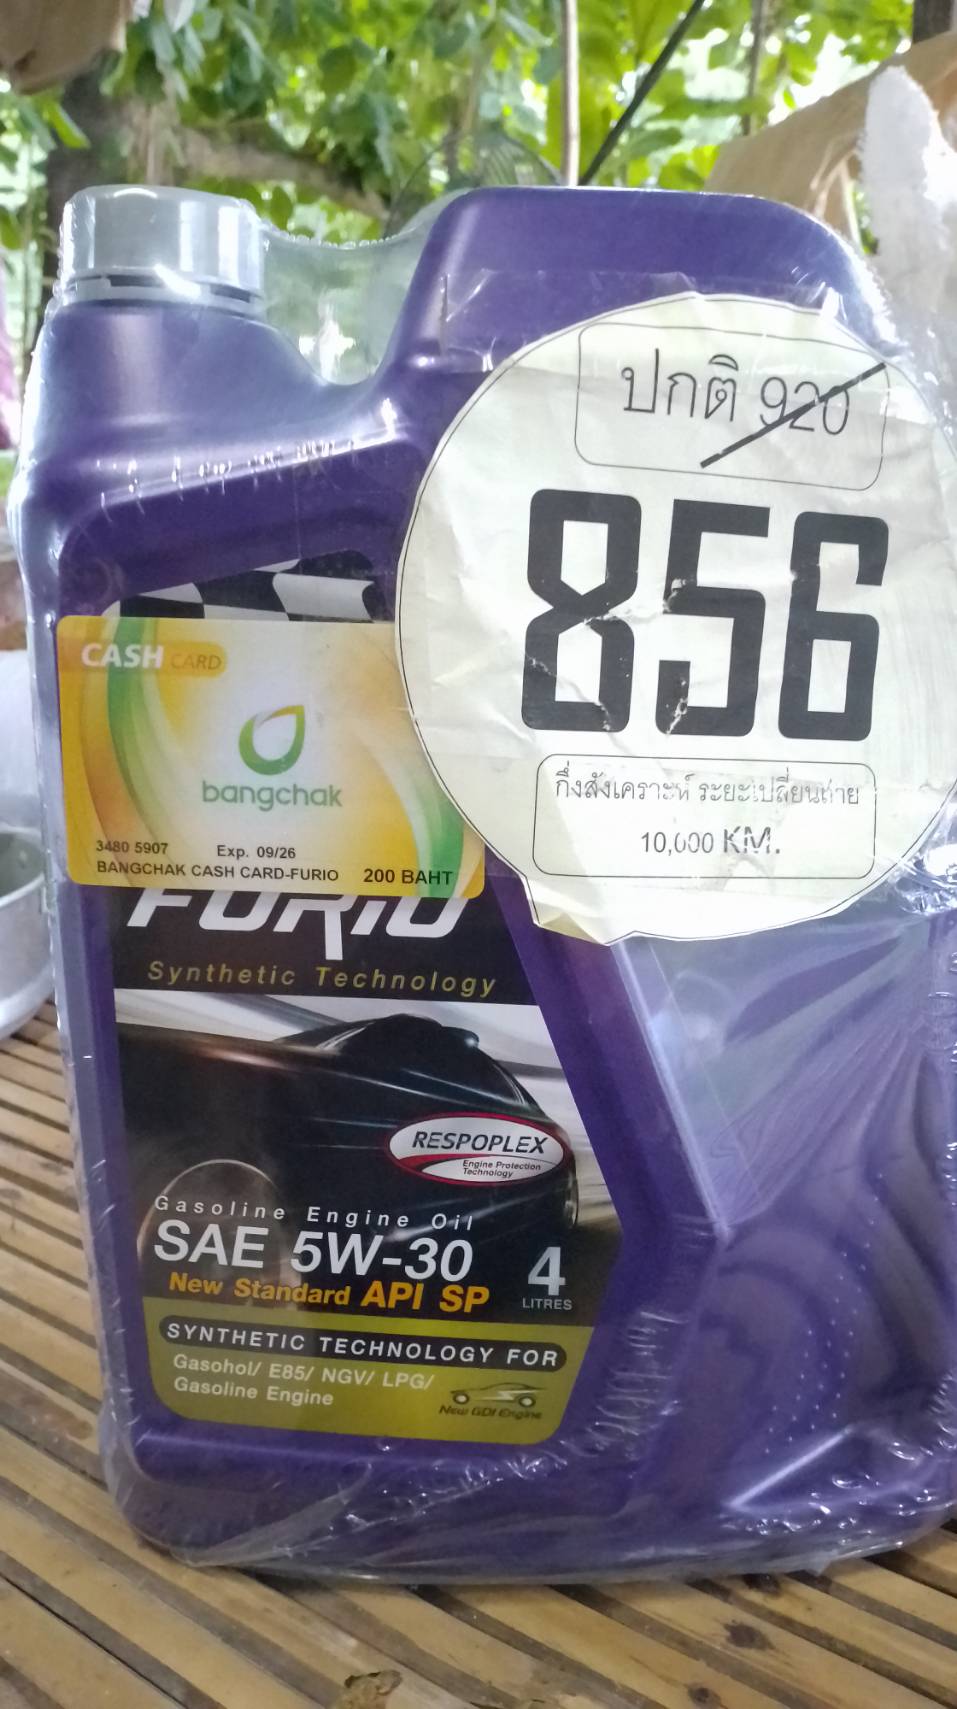 ปกติ 920
856
กึ่งสังเคราะห์ ระยะเปลี่ยนถ่าย
10,000 KM.
CASH CARD
bangchak
3480 5907 Exp. 09/26
BANGCHAK CASH CARD-FURIO 200 BAHT
FURIO
Synthetic Technology
RESPOPLEX
Engine Protection
Technology
Gasoline Engine Oil
SAE 5W-30
New Standard API SP
4
LITRES
SYNTHETIC TECHNOLOGY FOR
Gasohol/ E85/ NGV/ LPG/
Gasoline Engine
New GDI Engine